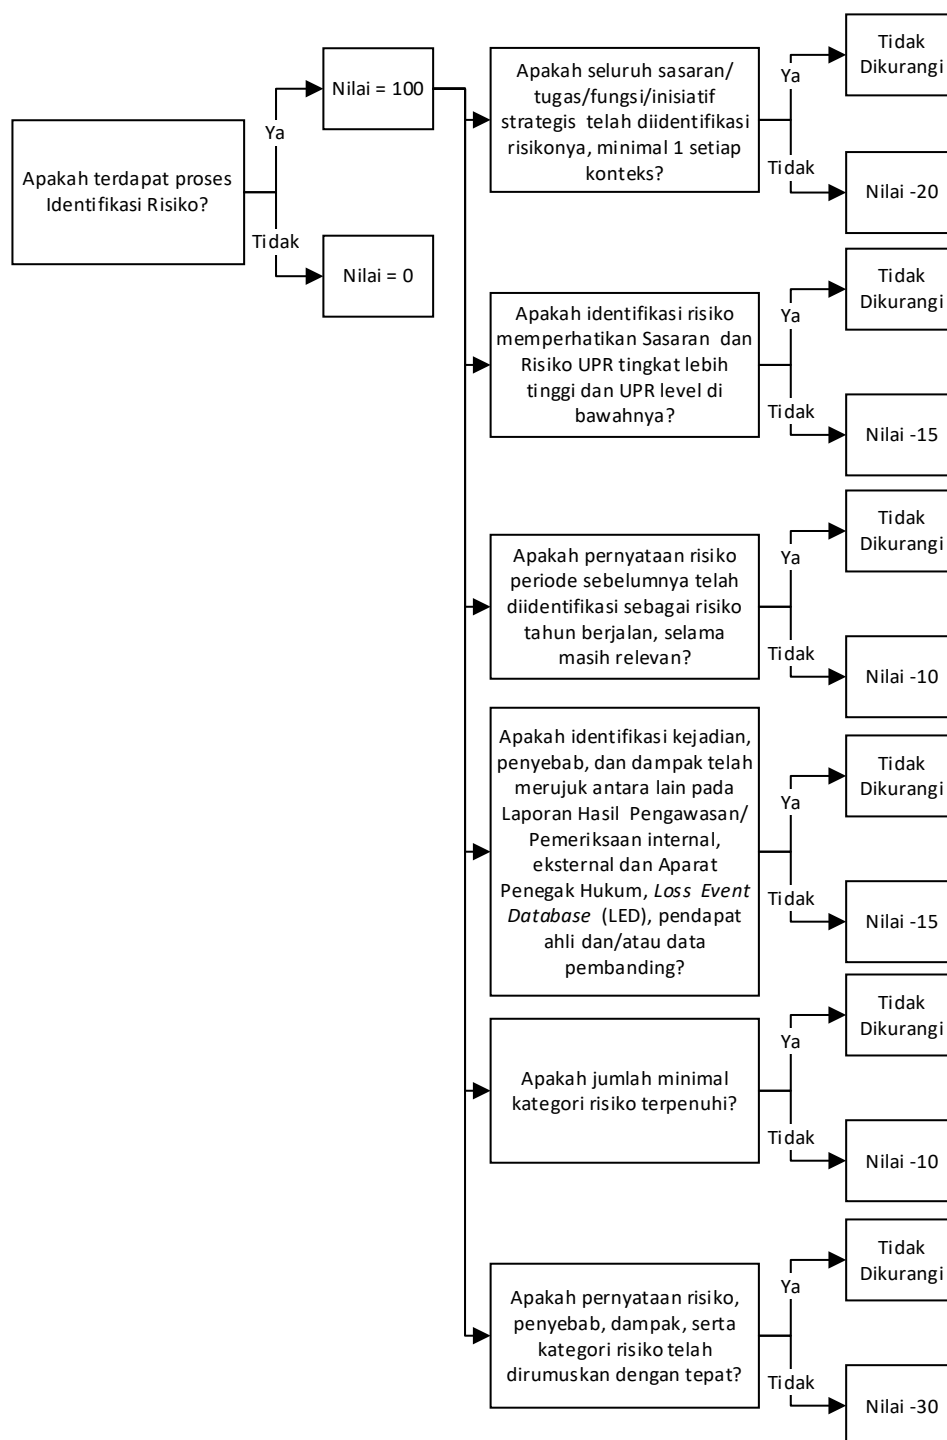 Apakah terdapat proses
Identifikasi Risiko?
Ya
Tidak
Nilai = 100
Nilai = 0
Apakah seluruh sasaran/
tugas/fungsi/inisiatif
strategis telah diidentifikasi
risikonya, minimal 1 setiap
konteks?
Ya
Tidak
Tidak
Dikurangi
Nilai -20
Apakah identifikasi risiko
memperhatikan Sasaran dan
Risiko UPR tingkat lebih
tinggi dan UPR level di
bawahnya?
Ya
Tidak
Tidak
Dikurangi
Nilai -15
Apakah pernyataan risiko
periode sebelumnya telah
diidentifikasi sebagai risiko
tahun berjalan, selama
masih relevan?
Ya
Tidak
Tidak
Dikurangi
Nilai -10
Apakah identifikasi kejadian,
penyebab, dan dampak telah
merujuk antara lain pada
Laporan Hasil Pengawasan/
Pemeriksaan internal,
eksternal dan Aparat
Penegak Hukum, Loss Event
Database (LED), pendapat
ahli dan/atau data
pembanding?
Ya
Tidak
Tidak
Dikurangi
Nilai -15
Apakah jumlah minimal
kategori risiko terpenuhi?
Ya
Tidak
Tidak
Dikurangi
Nilai -10
Apakah pernyataan risiko,
penyebab, dampak, serta
kategori risiko telah
dirumuskan dengan tepat?
Ya
Tidak
Tidak
Dikurangi
Nilai -30